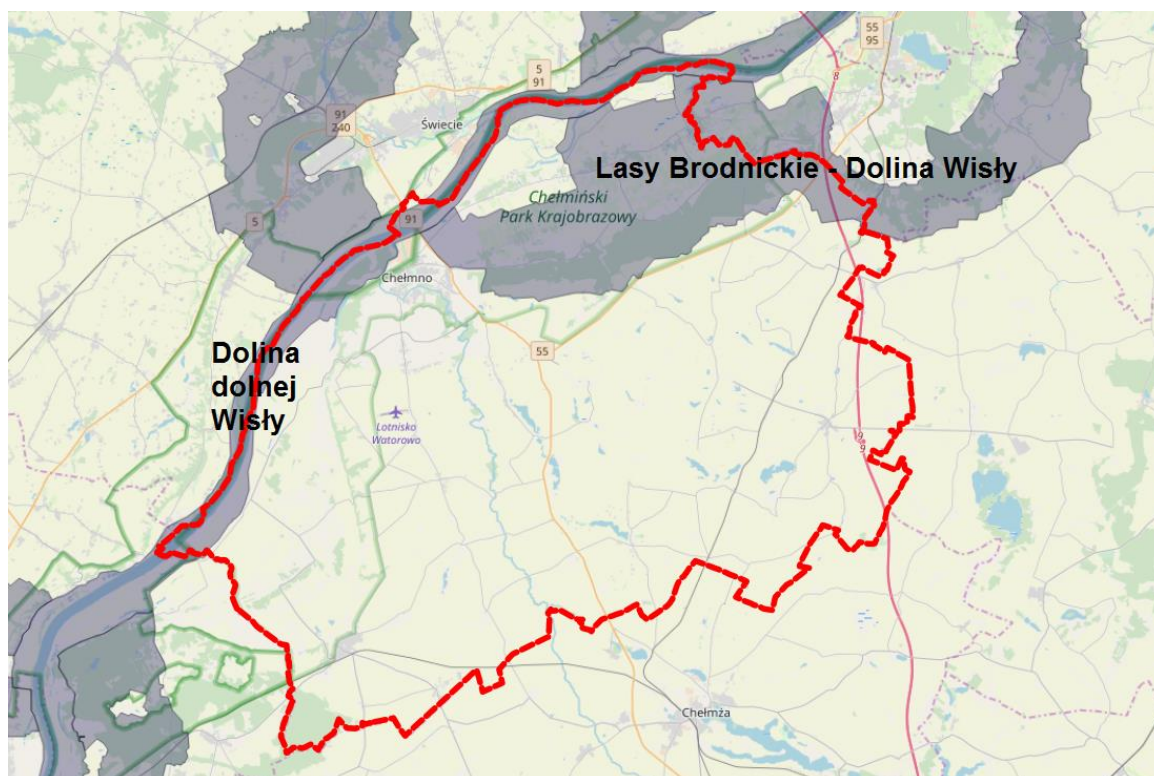 55
95
8
5
91
91
240
Świecie
Lasy Brodnickie - Dolina Wisły
Chełmiński
Park Krajobrazowy
5
91
Chełmno
55
Dolina
dolnej
Wisły
Lotnisko
Watorowo
Chełmża